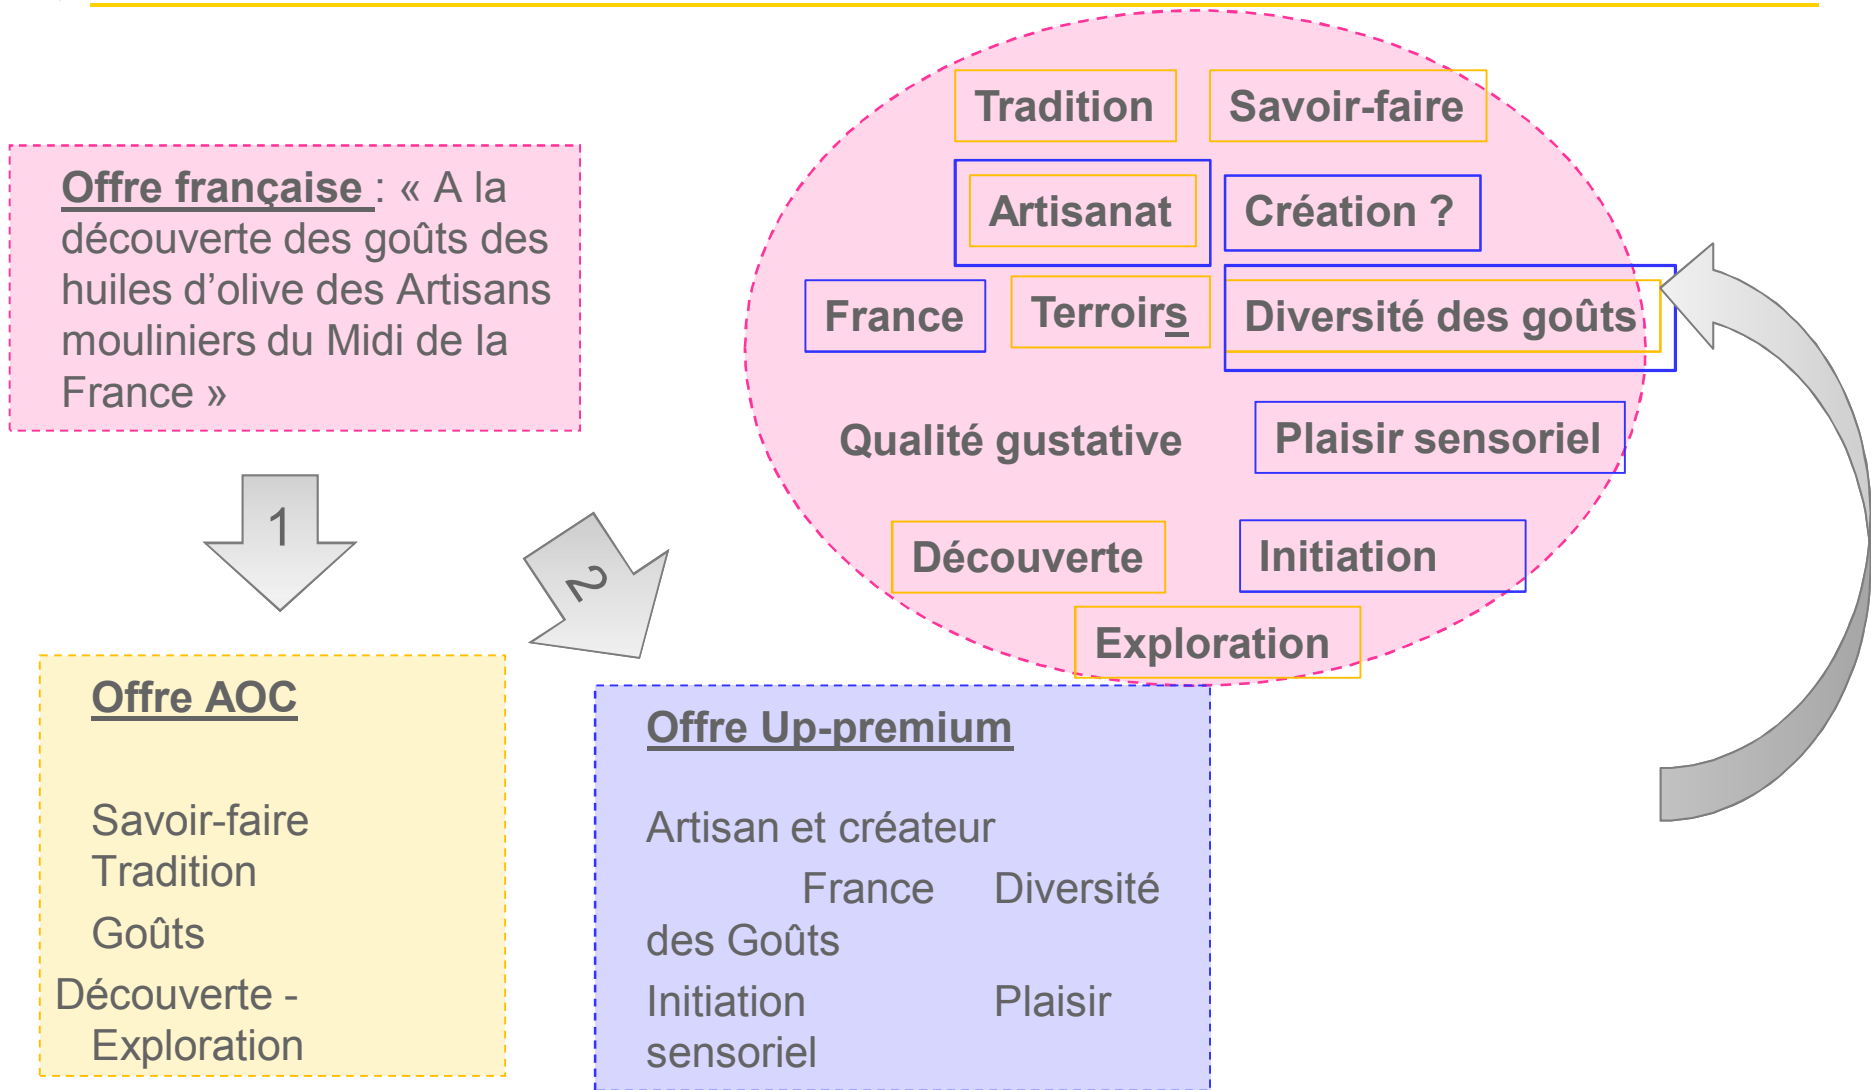 Offre française : « A la
découverte des goûts des
huiles d’olive des Artisans
mouliniers du Midi de la
France »
Tradition Savoir-faire
Artisanat Création ?
France Terroirs Diversité des goûts
Qualité gustative Plaisir sensoriel
Découverte Initiation
Exploration
1
2
Offre AOC
Savoir-faire
Tradition
Goûts
Découverte -
Exploration
Offre Up-premium
Artisan et créateur
France Diversité
des Goûts
Initiation Plaisir
sensoriel